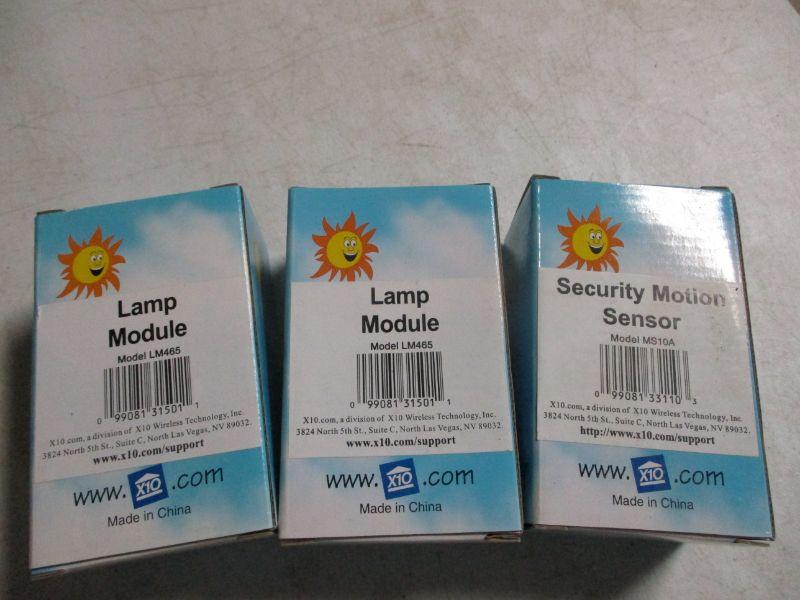 Lamp
Module
Model LM465
0 99081 31501 1
X10.com, a division of X10 Wireless Technology, Inc.
3824 North 5th St., Suite C, North Las Vegas, NV 89032.
www.x10.com/support
www.X10.com
Made in China
Lamp
Module
Model LM465
0 99081 31501 1
X10.com, a division of X10 Wireless Technology, Inc.
3824 North 5th St., Suite C, North Las Vegas, NV 89032.
www.x10.com/support
www.X10.com
Made in China
Security Motion
Sensor
Model MS10A
0 99081 33110 3
X10.com, a division of X10 Wireless Technology, Inc.
3824 North 5th St., Suite C, North Las Vegas, NV 89032.
http://www.x10.com/support
www.X10.com
Made in China